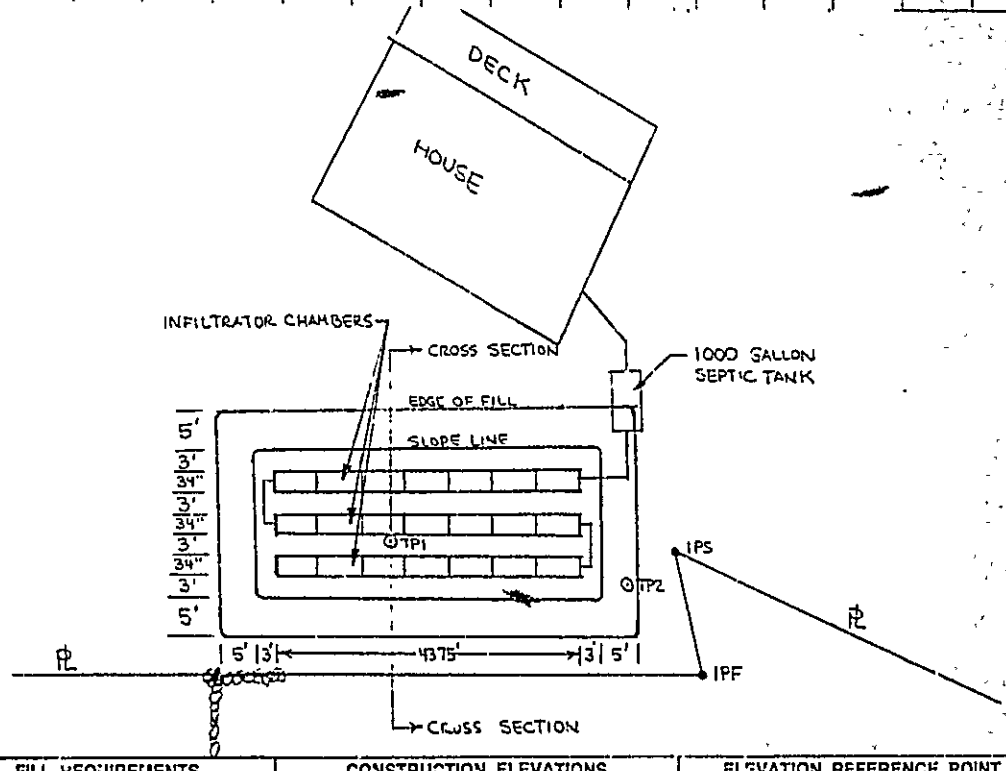 DECK
HOUSE
INFILTRATOR CHAMBERS
CROSS SECTION
1000 GALLON
SEPTIC TANK
EDGE OF FILL
SLOPE LINE
5'
3'
34"
3'
34"
3'
34"
3'
5'
TP1
TP2
IPS
PL
PL
5' 3' 4375' 3' 5'
IPF
CROSS SECTION
FILL REQUIREMENTS CONSTRUCTION ELEVATIONS ELEVATION REFERENCE POINT